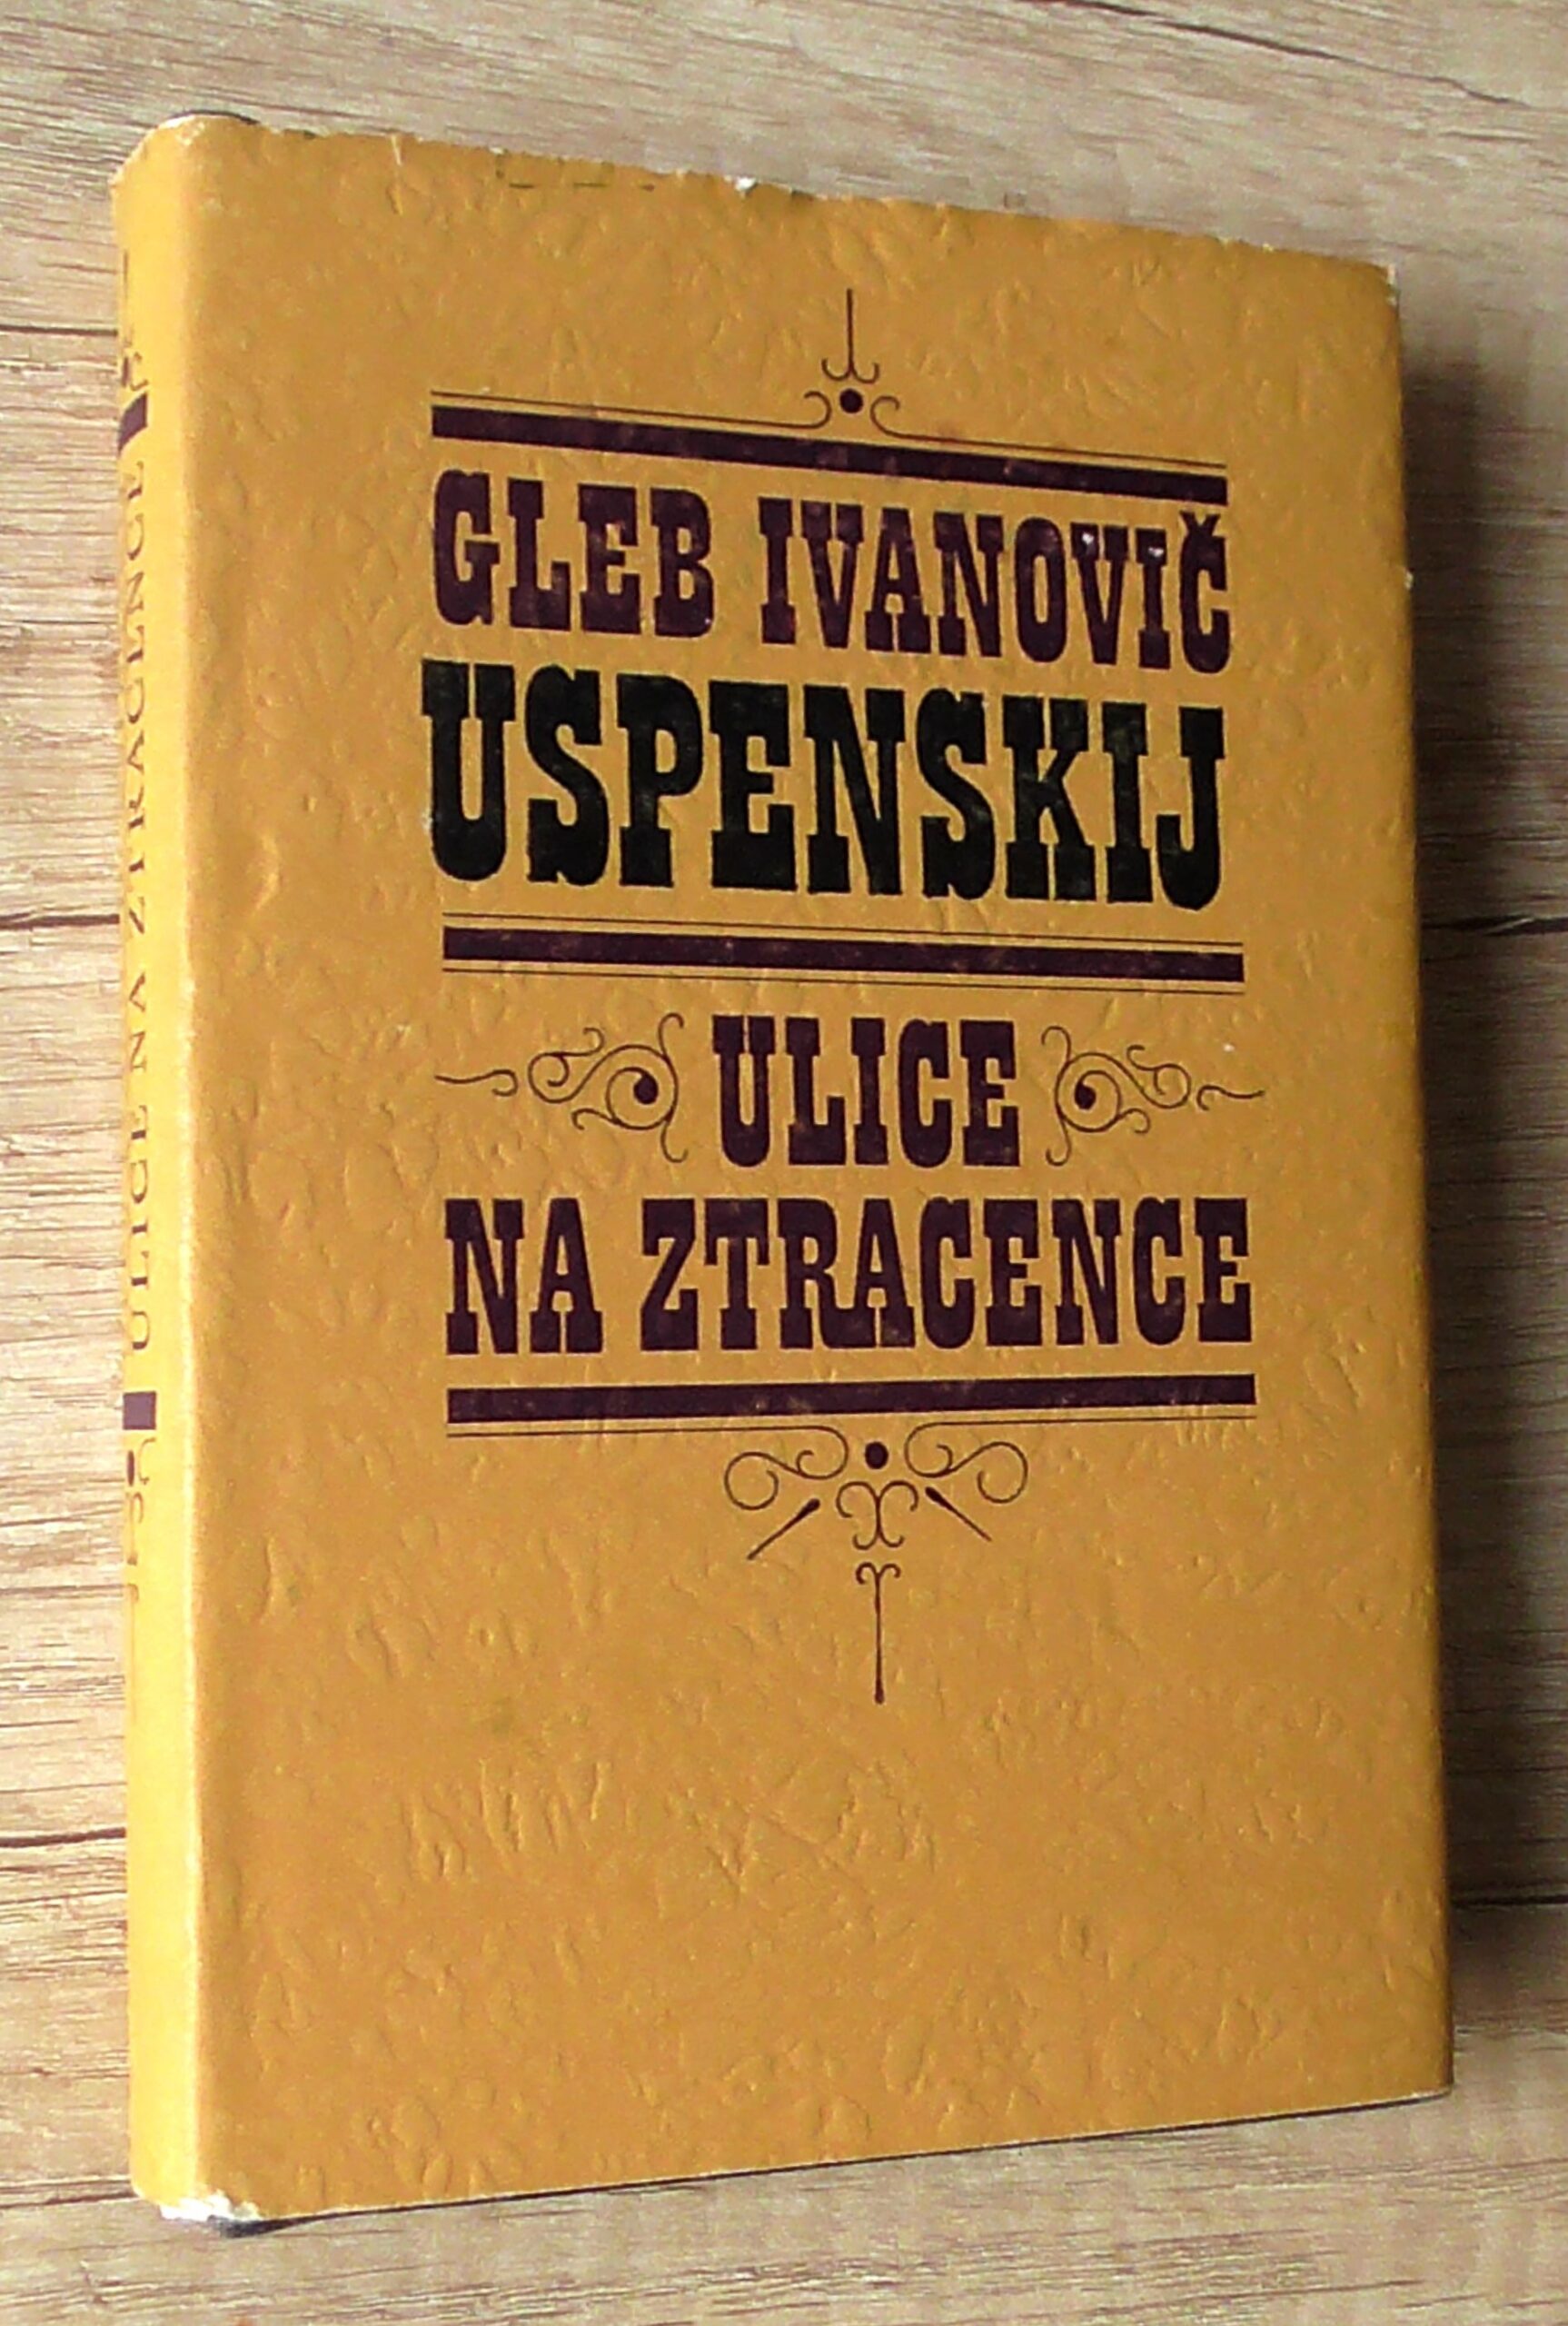 GLEB IVANOVIČ
USPENSKIJ
ULICE
NA ZTRACENCE
ULICE NA ZTRACENCE